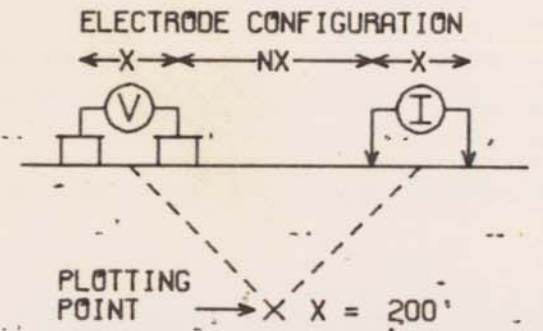 ELECTRODE CONFIGURATION
X NX X
V I
PLOTTING
POINT X X = 200'